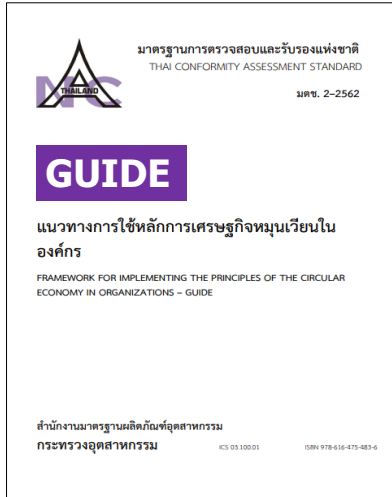 มาตรฐานการตรวจสอบและรับรองแห่งชาติ
THAI CONFORMITY ASSESSMENT STANDARD
มตช. 2–2562
NC
THAILAND
GUIDE
แนวทางการใช้หลักการเศรษฐกิจหมุนเวียนใน
องค์กร
FRAMEWORK FOR IMPLEMENTING THE PRINCIPLES OF THE CIRCULAR
ECONOMY IN ORGANIZATIONS – GUIDE
สำนักงานมาตรฐานผลิตภัณฑ์อุตสาหกรรม
กระทรวงอุตสาหกรรม ICS 03.100.01 ISBN 978-616-475-483-6